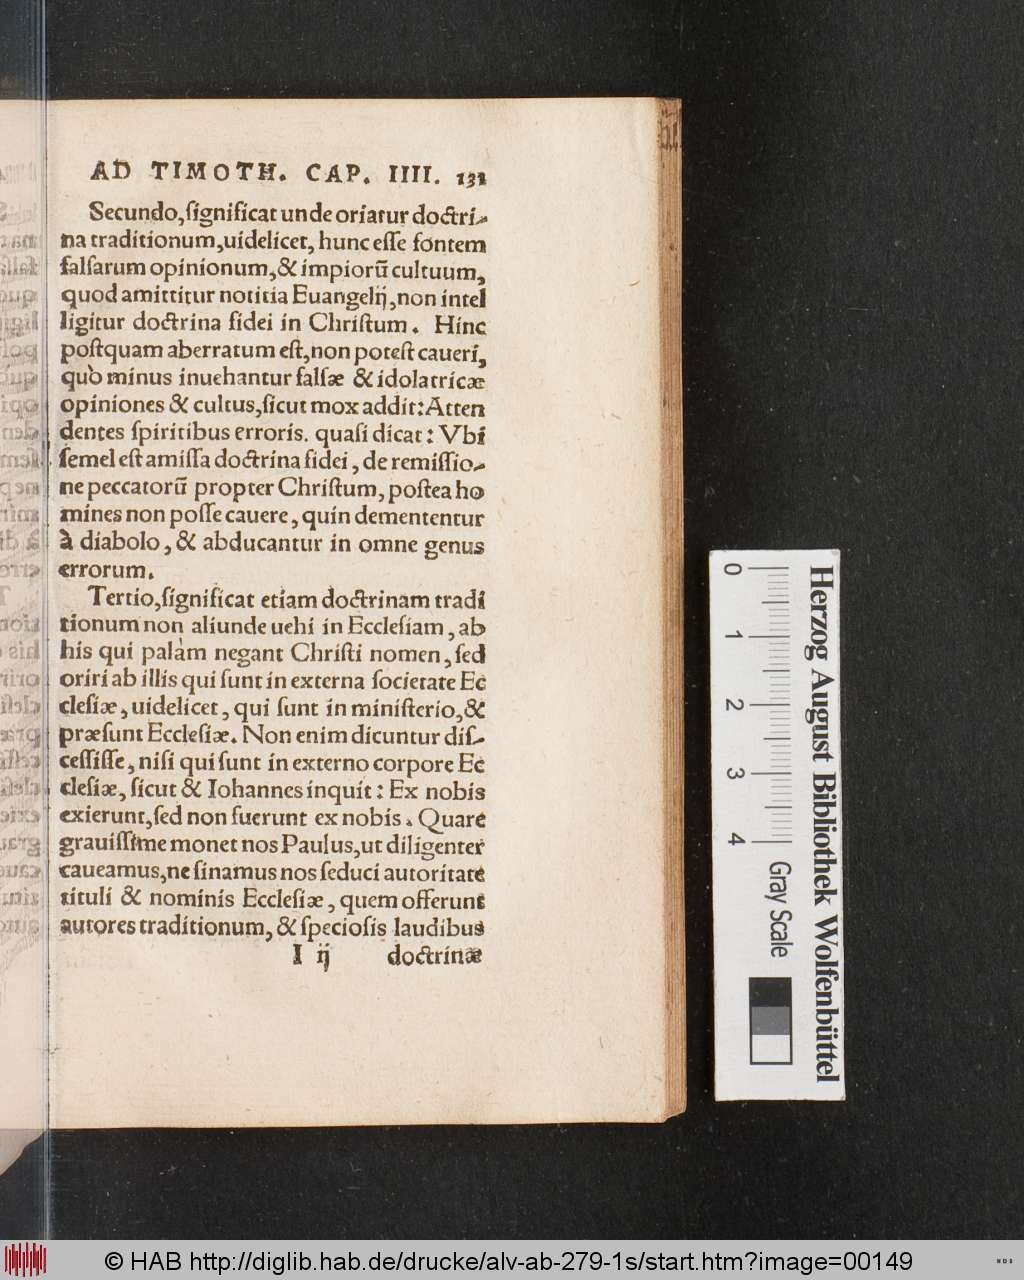 AD TIMOTH. CAP. IIII. 131
Secundo, ſignificat unde oriatur doctri-
na traditionum, uidelicet, hunc eſſe fontem
falſarum opinionum, & impiorū cultuum,
quod amittitur notitia Euangelij, non intel
ligitur doctrina fidei in Chriſtum. Hinc
poſtquam aberratum eſt, non poteſt caueri,
quò minus inuehantur falſæ & idolatricæ
opiniones & cultus, ſicut mox addit: Atten
dentes ſpiritibus erroris. quaſi dicat: Vbi
ſemel eſt amiſſa doctrina fidei, de remiſſio-
ne peccatorū propter Chriſtum, poſtea ho
mines non poſſe cauere, quin demententur
à diabolo, & abducantur in omne genus
errorum.
Tertio, ſignificat etiam doctrinam tradi
tionum non aliunde uehi in Eccleſiam, ab
his qui palàm negant Chriſti nomen, ſed
oriri ab illis qui ſunt in externa ſocietate Ec
cleſiæ, uidelicet, qui ſunt in miniſterio, &
præſunt Eccleſiæ. Non enim dicuntur diſ-
ceſſiſſe, niſi qui ſunt in externo corpore Ec
cleſiæ, ſicut & Iohannes inquit: Ex nobis
exierunt, ſed non fuerunt ex nobis. Quare
grauiſſime monet nos Paulus, ut diligenter
caueamus, ne ſinamus nos ſeduci autoritate
tituli & nominis Eccleſiæ, quem offerunt
autores traditionum, & ſpecioſis laudibus
I ij doctrinæ
Herzog August Bibliothek Wolfenbüttel
0 1 2 3 4 Gray Scale
© HAB http://diglib.hab.de/drucke/alv-ab-279-1s/start.htm?image=00149